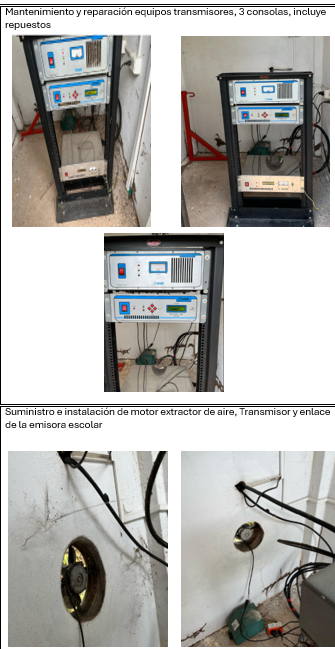 Mantenimiento y reparación equipos transmisores, 3 consolas, incluye
repuestos
Suministro e instalación de motor extractor de aire, Transmisor y enlace
de la emisora escolar